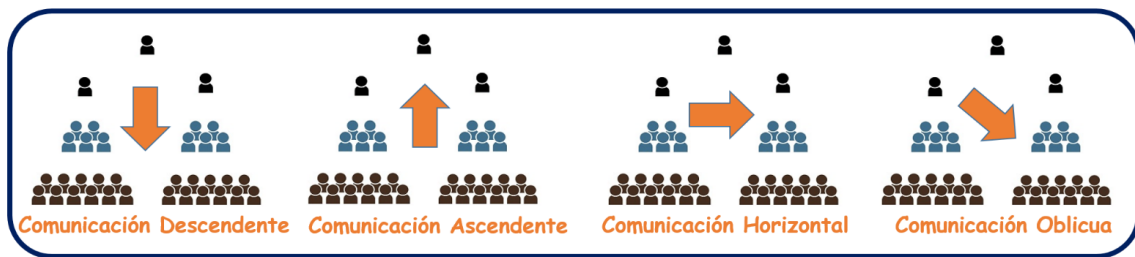 Comunicación Descendente
Comunicación Ascendente
Comunicación Horizontal
Comunicación Oblicua